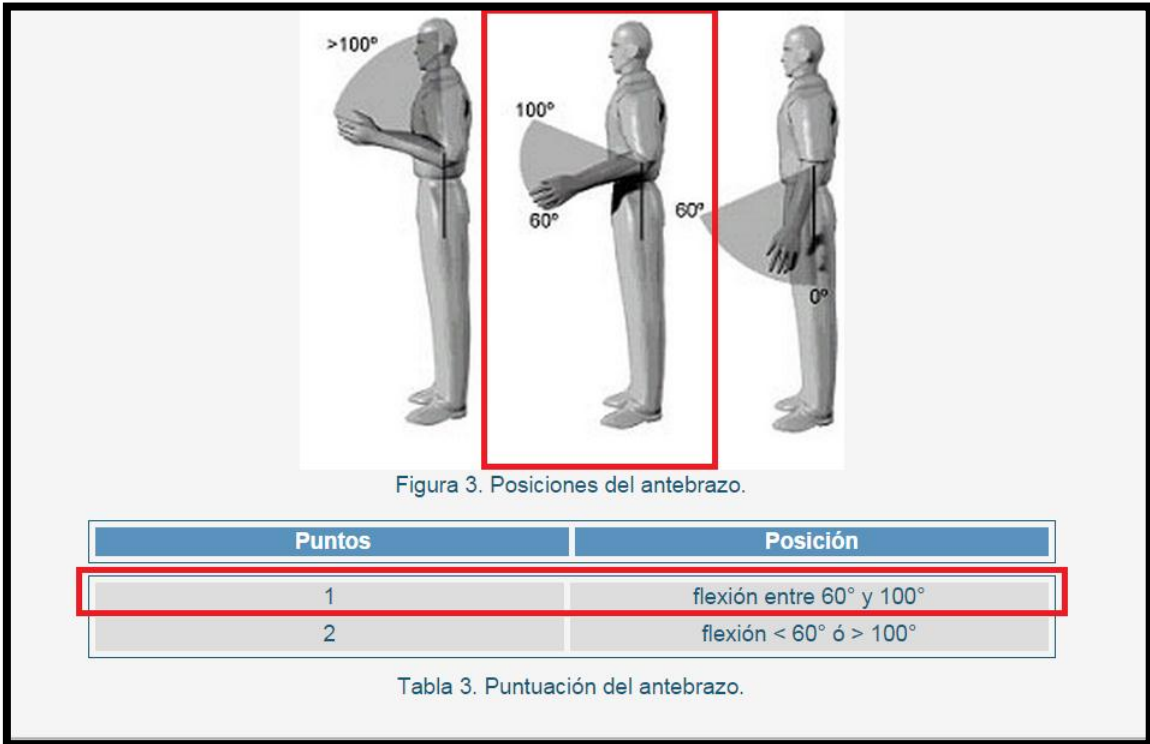 >100°
100°
60°
60°
0°
Figura 3. Posiciones del antebrazo.
Puntos Posición
1 flexión entre 60° y 100°
2 flexión < 60° ó > 100°
Tabla 3. Puntuación del antebrazo.